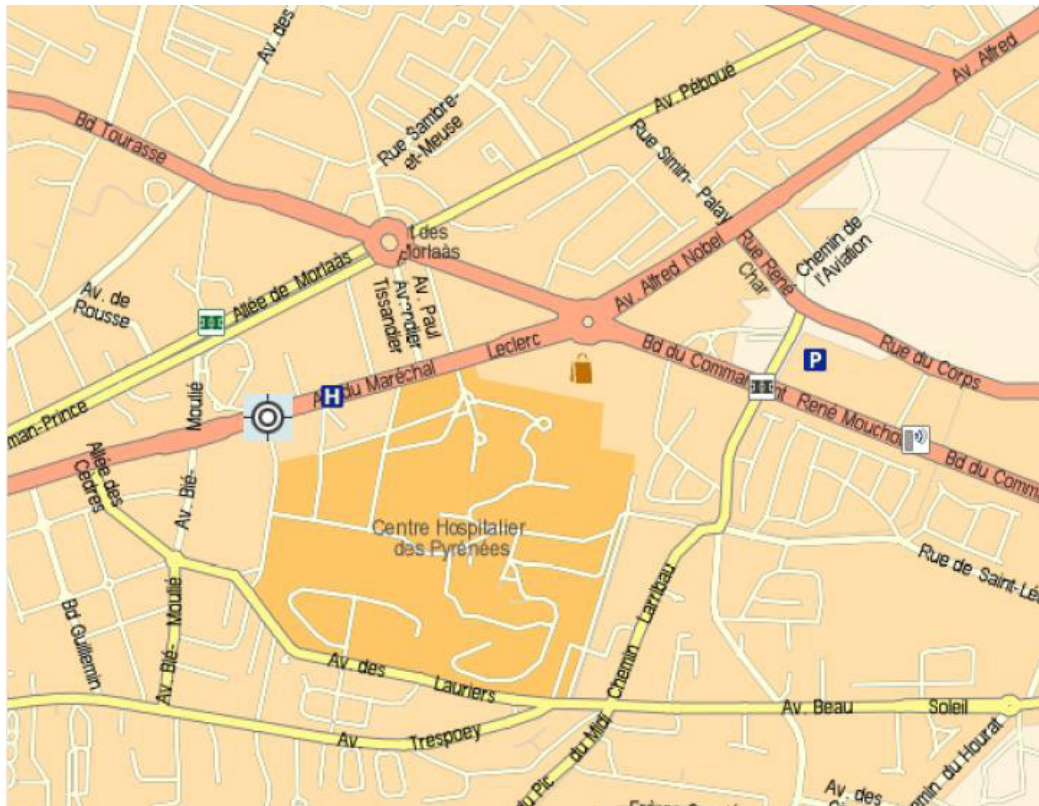 Av. des
Av. Alfred
Bd Tourasse
Rue Sambre-
et-Meuse
Av. Péboué
Rue Simin- Palay
t des
Morlaàs
Chemin de
l'Aviation
Rue René
Char
Av. Alfred Nobel
Allée de Morlaàs
Av. de
Rousse
Tissandier
Av. Paul
Leclerc
du Maréchal
H
P
Bd du Comma
nt René Moucho
Rue du Corps
Bd du Comma
man-Prince
Moulié
Av. Bié-
Allée des
Cèdres
Centre Hospitalier
des Pyrénées
Rue de Saint-Léo
Bd Guillemin
Av. Bié- Moulié
Chemin Larribau
Av. des
Lauriers
Av. Beau Soleil
Av. Trespoey
du Pic du Midi
emin du Hourat
Av. des